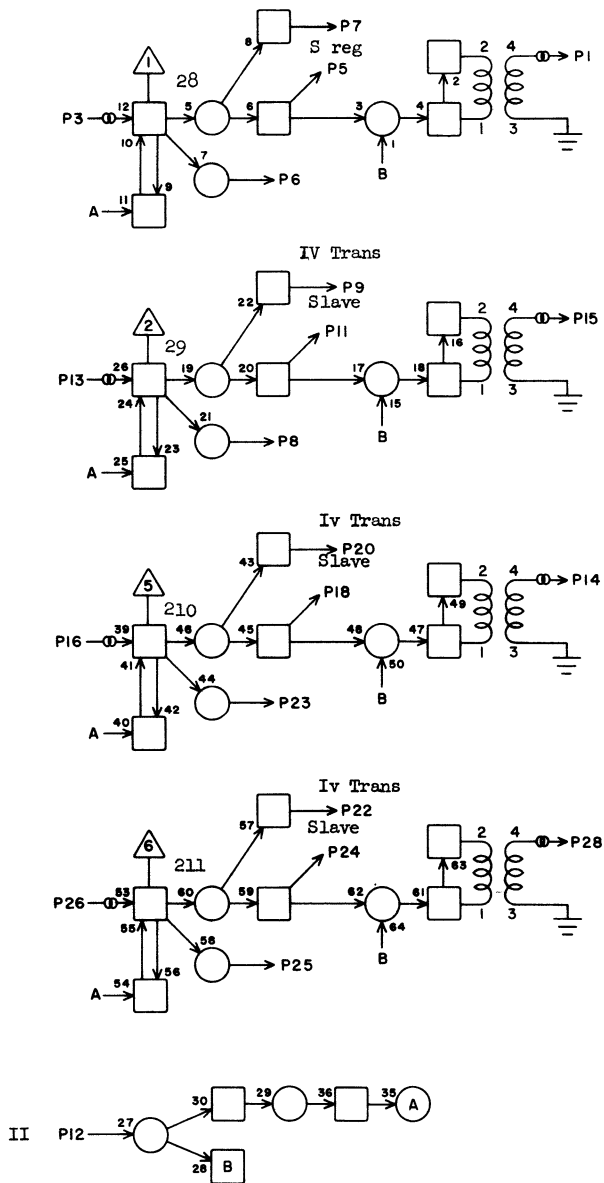 8 P7
1 28 S reg 2 4 P1
P5
P3 12 5 6 3 4 2
10 7 1 1 3
9 P6 B
A 11
IV Trans
22 P9
2 29 Slave 2 4 P15
P11
P13 26 19 20 17 18 16
24 21 15 1 3
23 P8 B
A 25
Iv Trans
43 P20
5 210 Slave 2 4 P14
P18
P16 39 46 45 48 47 49
41 44 50 1 3
42 P23 B
A 40
Iv Trans
57 P22
6 211 Slave 2 4 P28
P24
P26 53 60 59 62 61 63
55 58 64 1 3
56 P25 B
A 54
30 29 36 35 A
II P12 27
28 B